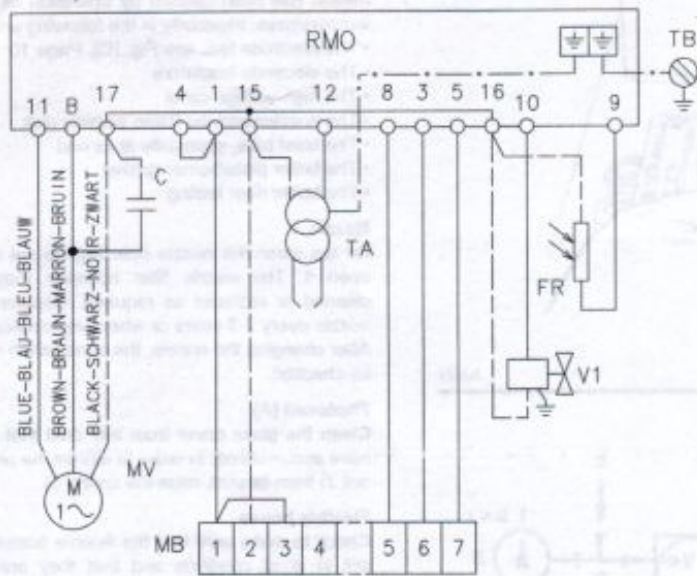 RMO
TB
11 B 17 4 1 15 12 8 3 5 16 10 9
C
TA
FR
BLUE-BLAU-BLEU-BLAUW
BROWN-BRAUN-MARRON-BRUIN
BLACK-SCHWARZ-NOIR-ZWART
V1
M
1~
MV
MB 1 2 3 4 5 6 7